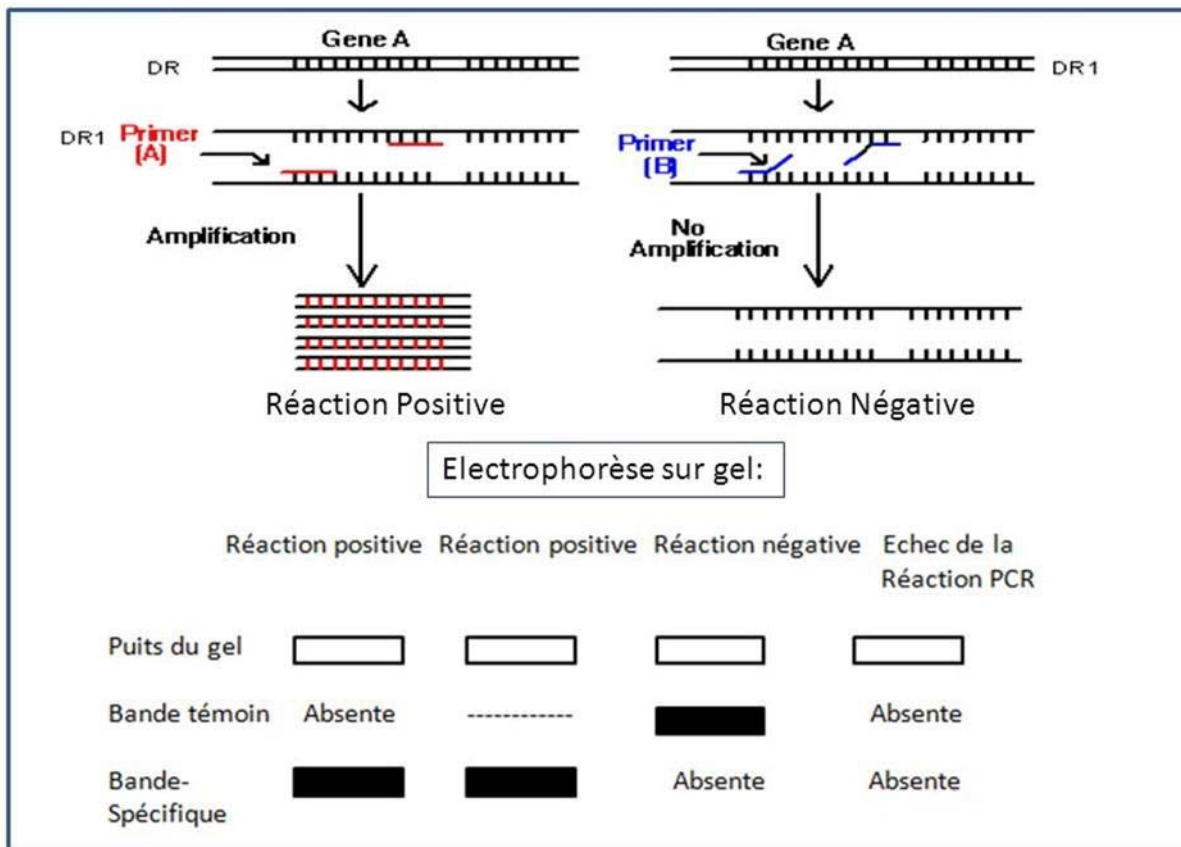 Gene A
DR
DR1 Primer
(A)
Amplification
Réaction Positive
Gene A
DR1
Primer
(B)
No
Amplification
Réaction Négative
Electrophorèse sur gel:
Réaction positive Réaction positive Réaction négative Echec de la
Réaction PCR
Puits du gel
Bande témoin Absente ------------ Absente
Bande-
Spécifique Absente Absente